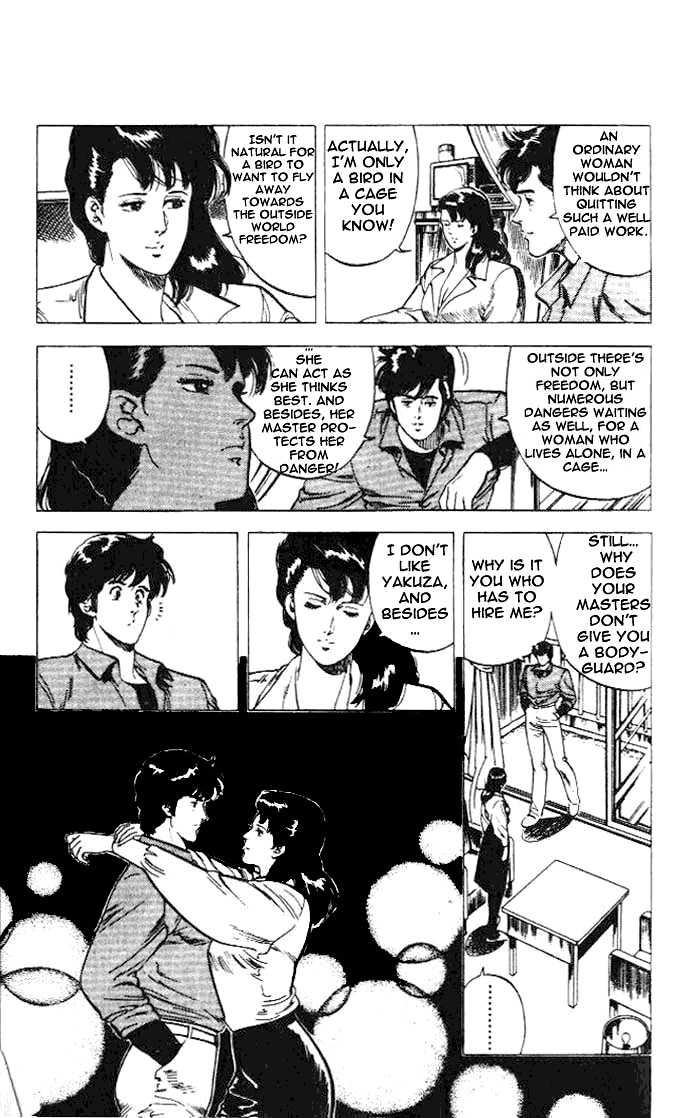 AN
ORDINARY
WOMAN
WOULDN'T
THINK ABOUT
QUITTING
SUCH A WELL
PAID WORK.
ACTUALLY,
I'M ONLY
A BIRD IN
A CAGE
YOU
KNOW!
ISN'T IT
NATURAL FOR
A BIRD TO
WANT TO FLY
AWAY
TOWARDS
THE OUTSIDE
WORLD
FREEDOM?
OUTSIDE THERE'S
NOT ONLY
FREEDOM, BUT
NUMEROUS
DANGERS WAITING
AS WELL, FOR A
WOMAN WHO
LIVES ALONE, IN A
CAGE...
...
SHE
CAN ACT AS
SHE THINKS
BEST. AND
BESIDES, HER
MASTER PRO-
TECTS HER
FROM
DANGER!
........
STILL...
WHY
DOES
YOUR
MASTERS
DON'T
GIVE YOU
A BODY-
GUARD?
WHY IS IT
YOU WHO
HAS TO
HIRE ME?
........
I DON'T
LIKE
YAKUZA,
AND
BESIDES
...